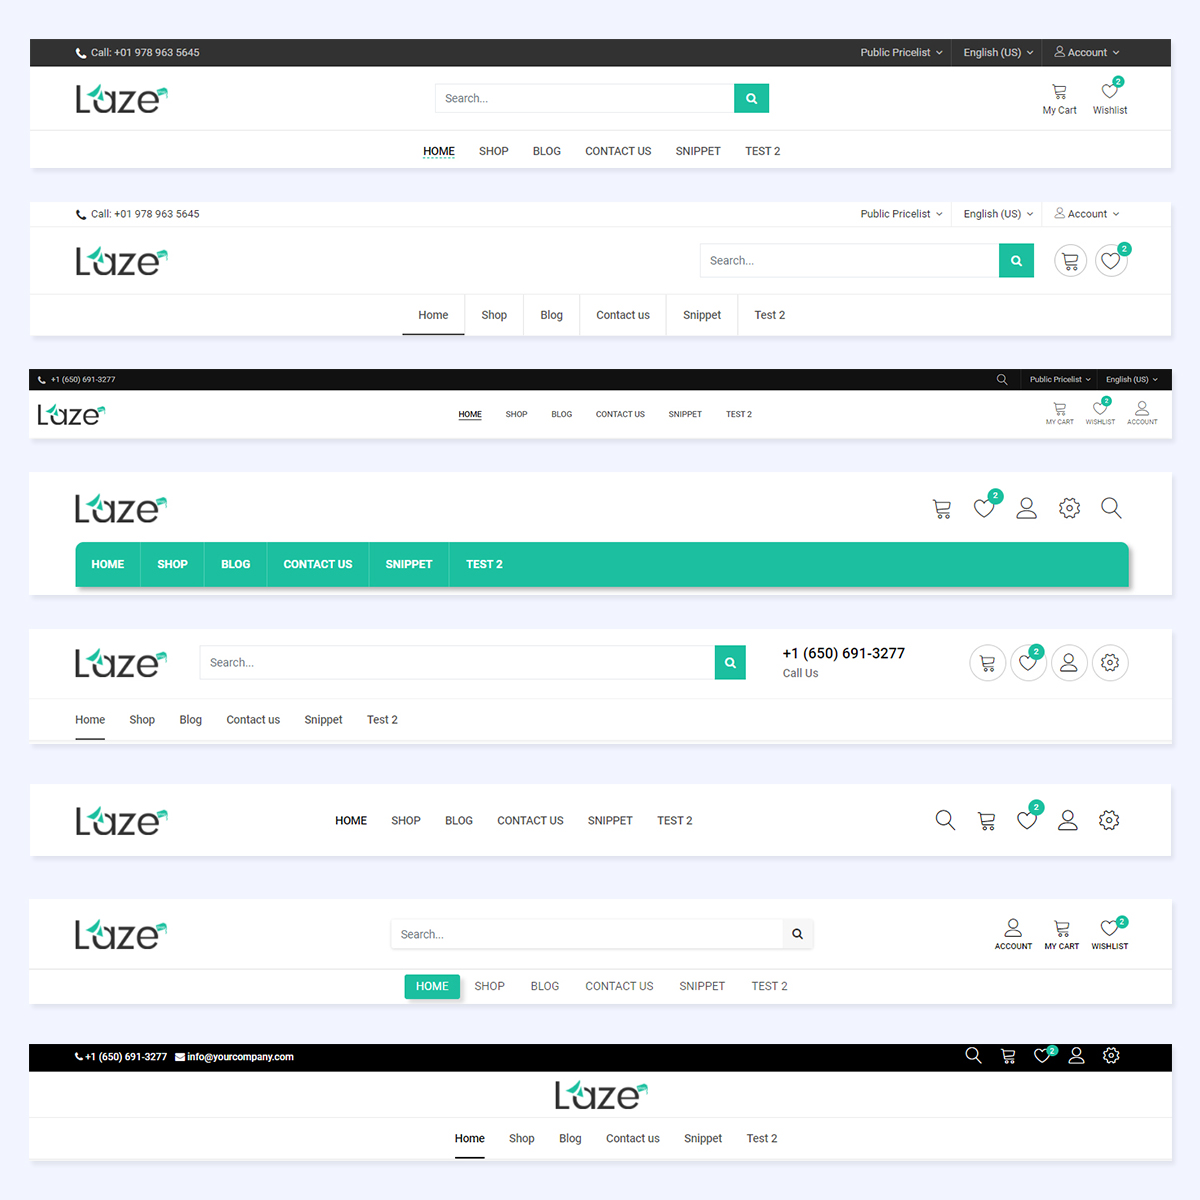 Call: +01 978 963 5645 Public Pricelist English (US) Account
Laze Search... 2
My Cart Wishlist
HOME SHOP BLOG CONTACT US SNIPPET TEST 2
Call: +01 978 963 5645 Public Pricelist English (US) Account
Laze Search... 2
Home Shop Blog Contact us Snippet Test 2
+1 (650) 691-3277 Public Pricelist English (US)
Laze HOME SHOP BLOG CONTACT US SNIPPET TEST 2 2
MY CART WISHLIST ACCOUNT
Laze 2
HOME SHOP BLOG CONTACT US SNIPPET TEST 2
Laze Search... +1 (650) 691-3277 2
Call Us
Home Shop Blog Contact us Snippet Test 2
Laze HOME SHOP BLOG CONTACT US SNIPPET TEST 2 2
Laze Search... 2
ACCOUNT MY CART WISHLIST
HOME SHOP BLOG CONTACT US SNIPPET TEST 2
+1 (650) 691-3277 info@yourcompany.com 2
Laze
Home Shop Blog Contact us Snippet Test 2